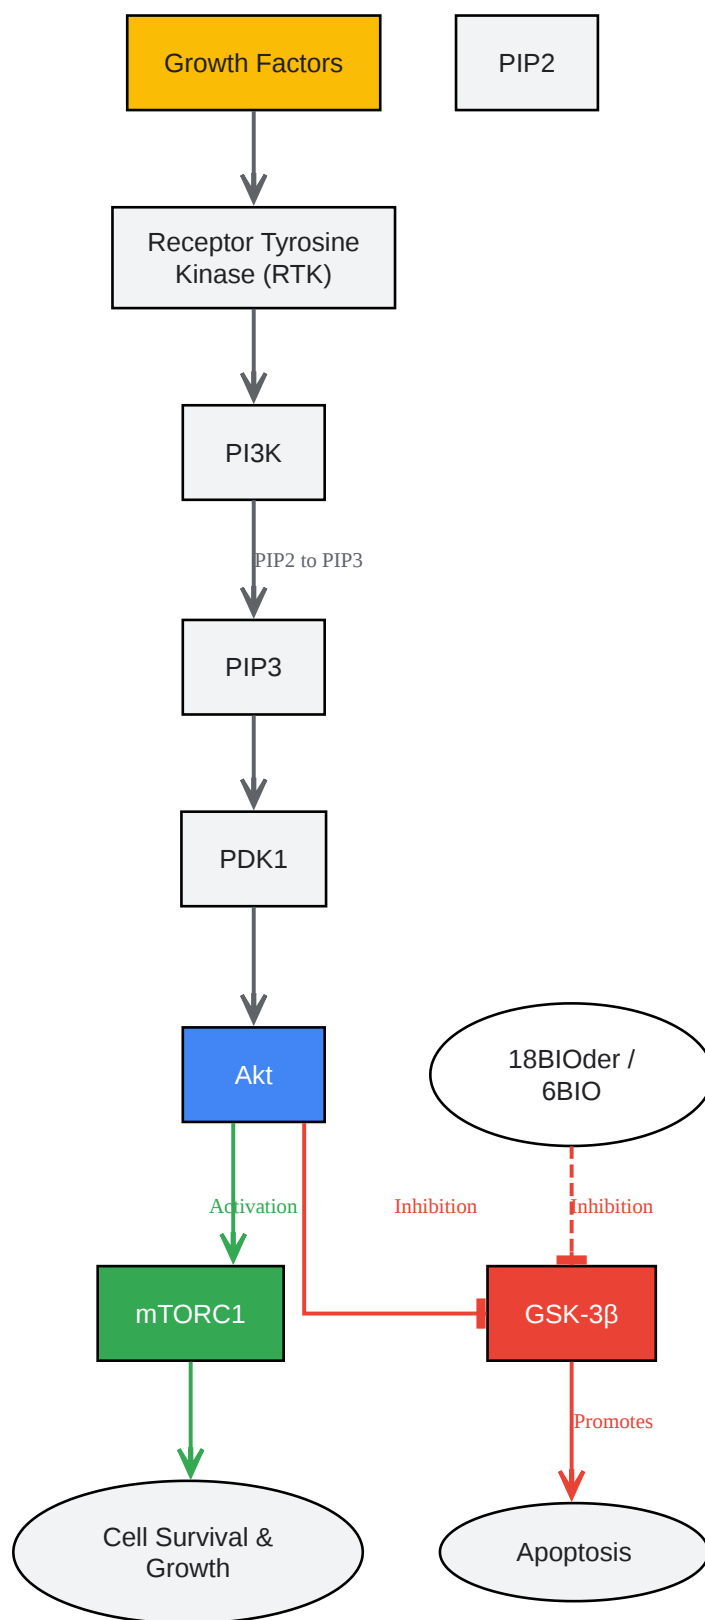 Growth Factors
PIP2
Receptor Tyrosine
Kinase (RTK)
PI3K
PIP2 to PIP3
PIP3
PDK1
Akt
18BIOder /
6BIO
Activation
Inhibition
Inhibition
mTORC1
GSK-3β
Promotes
Cell Survival &
Growth
Apoptosis